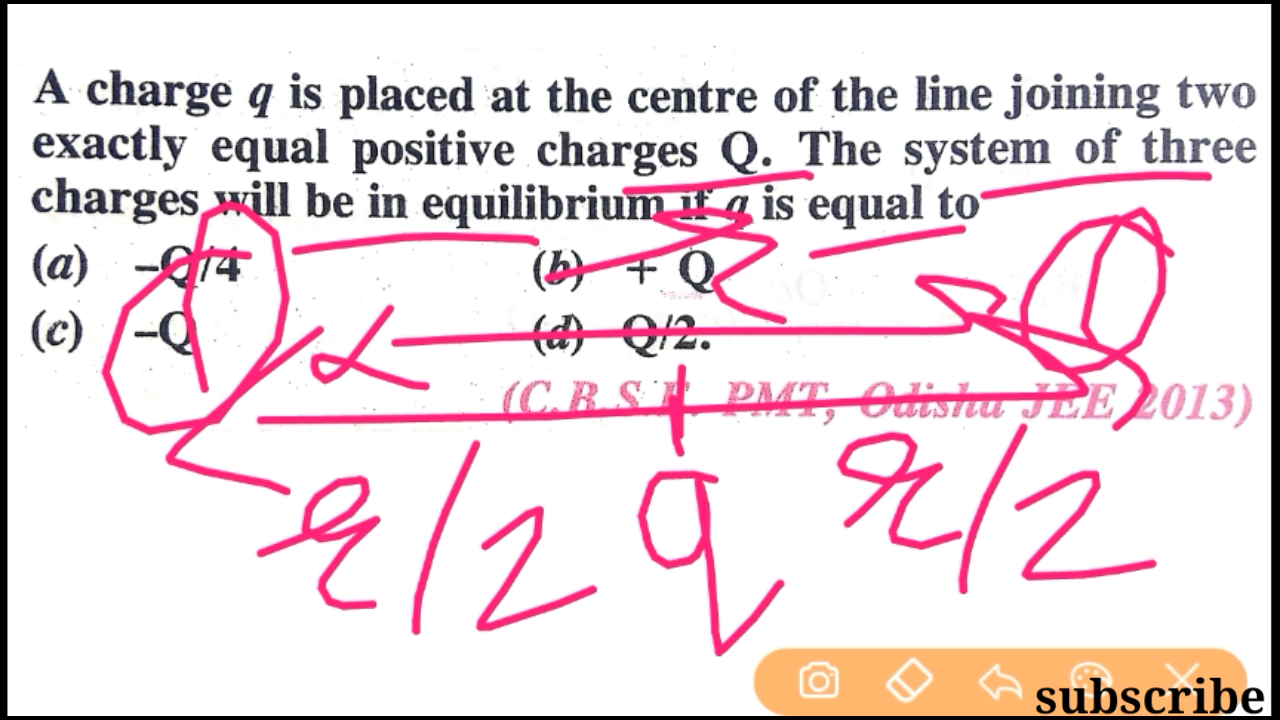 A charge q is placed at the centre of the line joining two
exactly equal positive charges Q. The system of three
charges will be in equilibrium if q is equal to
(a) –Q/4 (b) + Q
(c) –Q (d) Q/2.
(C.B.S.E. PMT, Odisha JEE 2013)
Q r Q
r/2 q r/2
subscribe